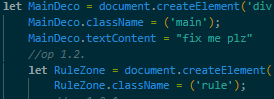 let MainDeco = document.createElement('div
MainDeco.className = ('main');
MainDeco.textContent = "fix me plz"
//op 1.2.
let RuleZone = document.createElement(
RuleZone.className = ('rule');